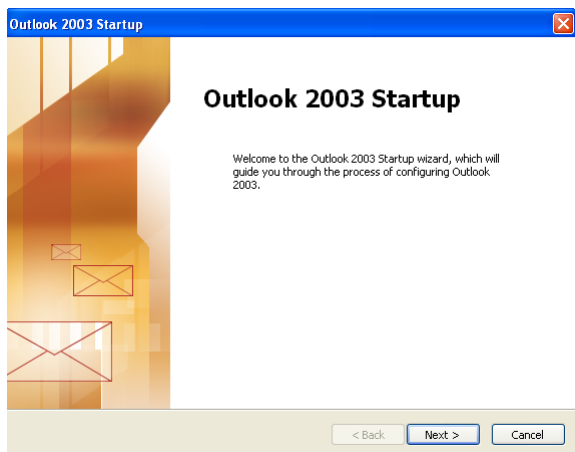 Outlook 2003 Startup
Outlook 2003 Startup
Welcome to the Outlook 2003 Startup wizard, which will
guide you through the process of configuring Outlook
2003.
< Back Next > Cancel